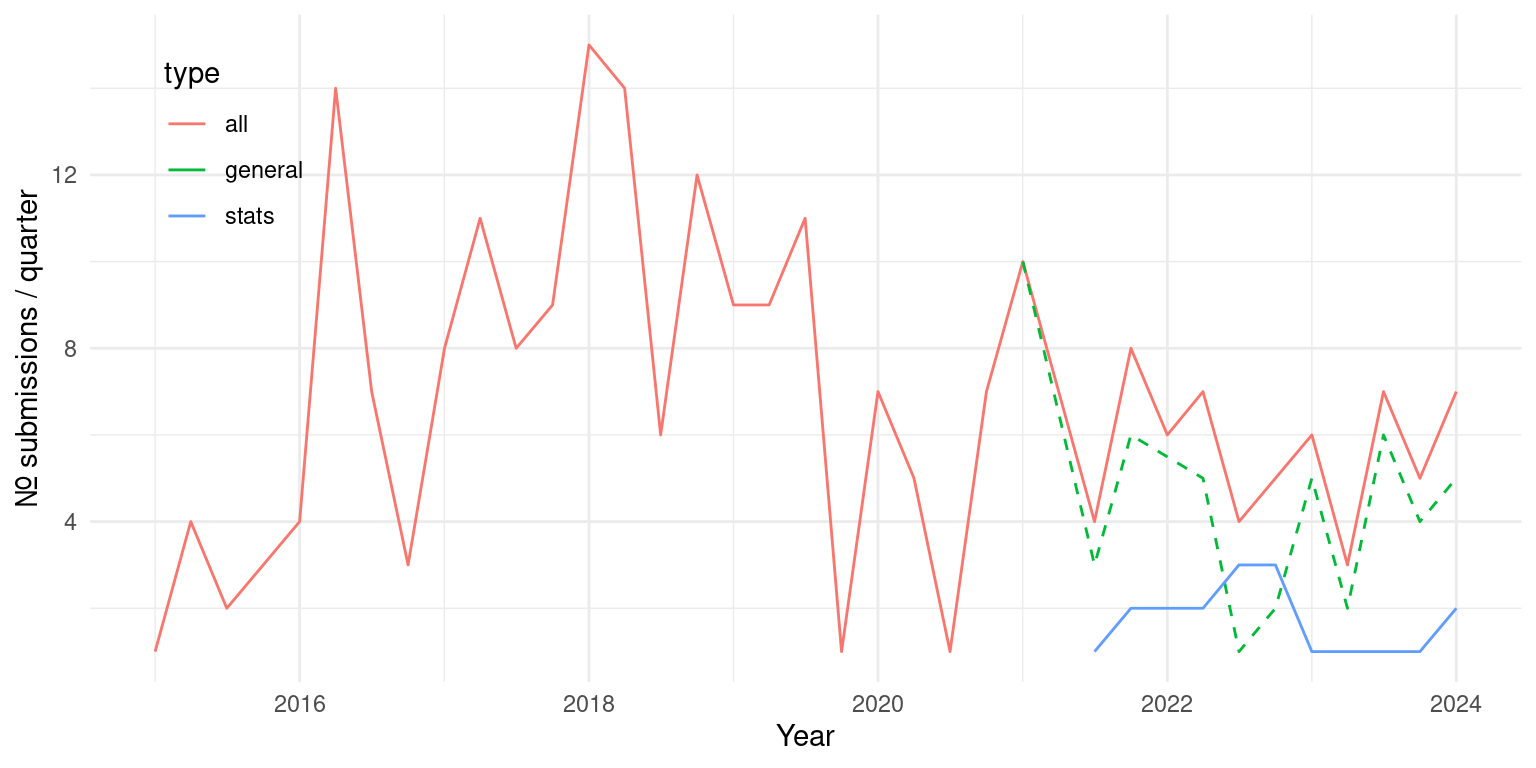 type
all
general
stats
12
8
4
№ submissions / quarter
2016
2018
2020
2022
2024
Year